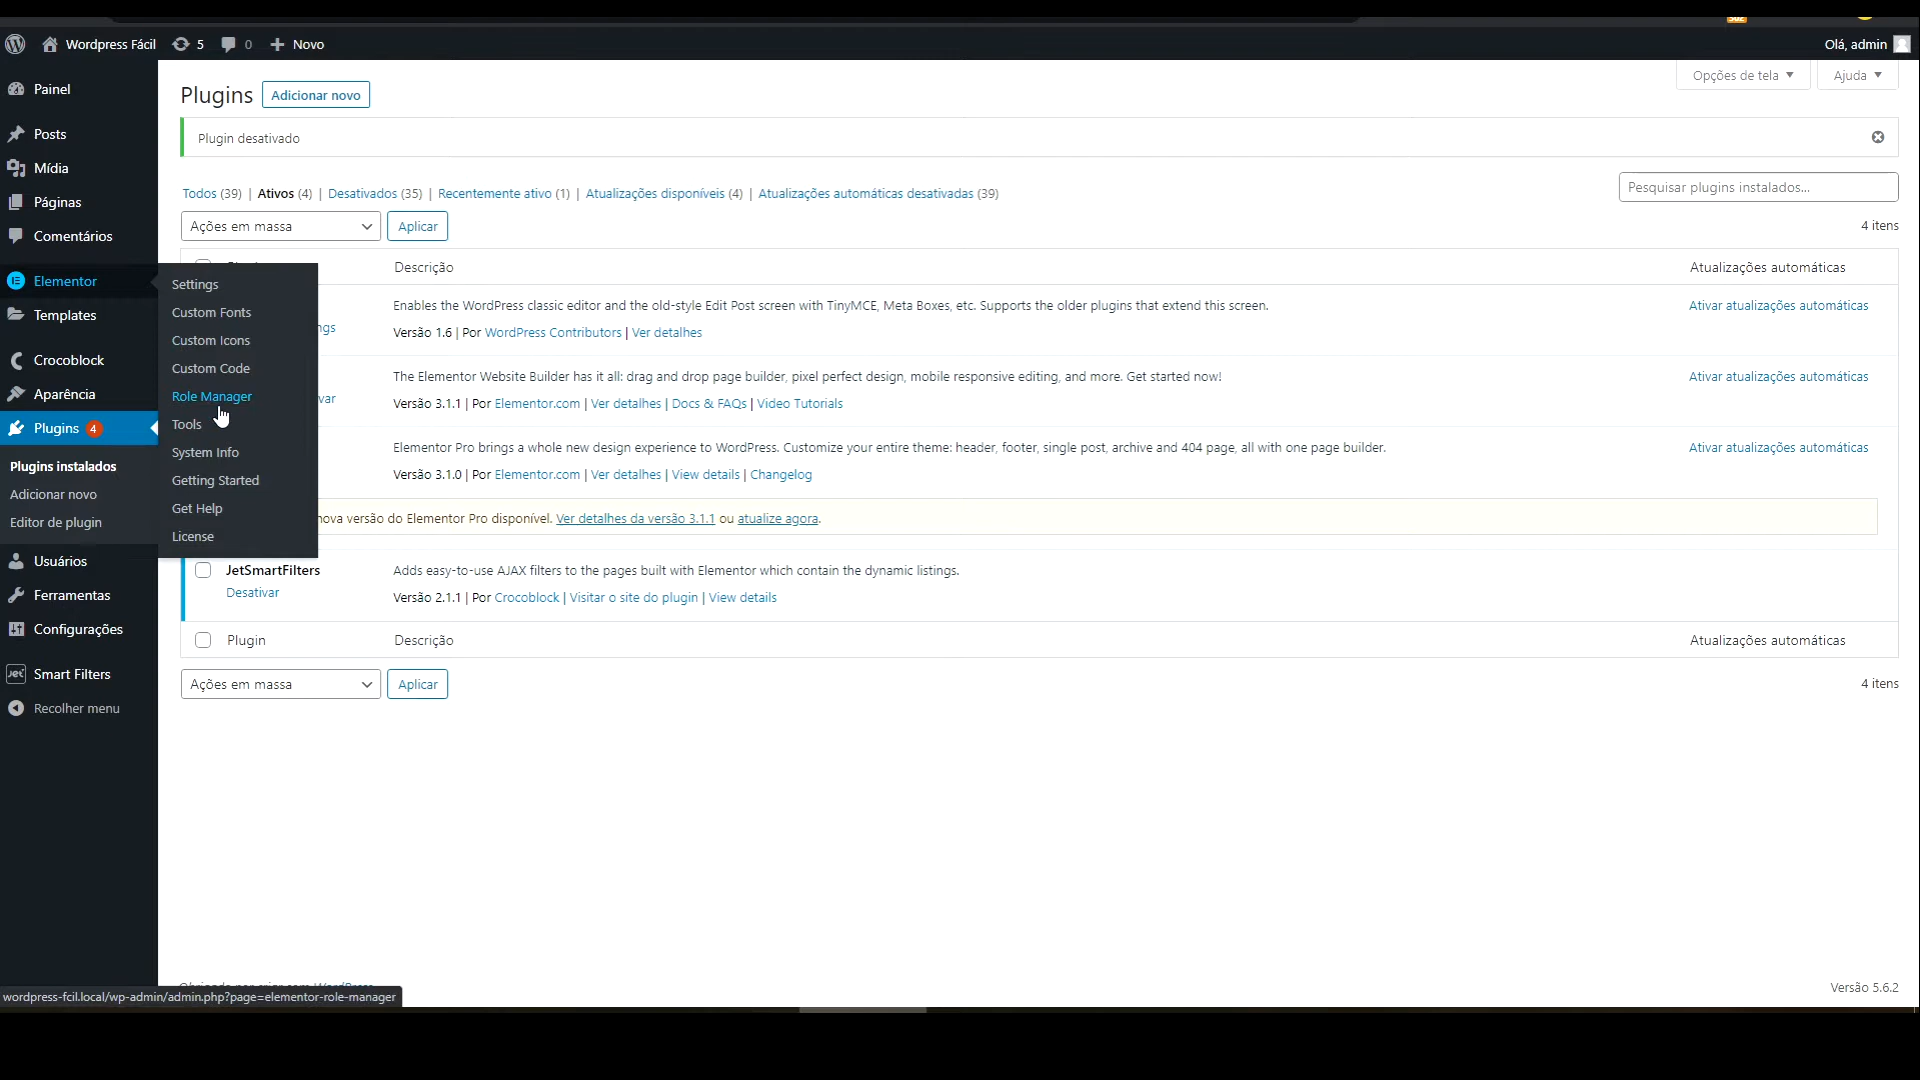 Wordpress Fácil 5 0 Novo
Olá, admin
Painel
Posts
Mídia
Páginas
Comentários
Elementor
Templates
Crocoblock
Aparência
Plugins 4
Plugins instalados
Adicionar novo
Editor de plugin
Usuários
Ferramentas
Configurações
Smart Filters
Recolher menu
Settings
Custom Fonts
Custom Icons
Custom Code
Role Manager
Tools
System Info
Getting Started
Get Help
License
Opções de tela
Ajuda
Plugins Adicionar novo
Plugin desativado
Todos (39) | Ativos (4) | Desativados (35) | Recentemente ativo (1) | Atualizações disponíveis (4) | Atualizações automáticas desativadas (39)
Pesquisar plugins instalados...
Ações em massa Aplicar
4 itens
Descrição Atualizações automáticas
Enables the WordPress classic editor and the old-style Edit Post screen with TinyMCE, Meta Boxes, etc. Supports the older plugins that extend this screen.
Ativar atualizações automáticas
ngs
Versão 1.6 | Por WordPress Contributors | Ver detalhes
The Elementor Website Builder has it all: drag and drop page builder, pixel perfect design, mobile responsive editing, and more. Get started now!
Ativar atualizações automáticas
var
Versão 3.1.1 | Por Elementor.com | Ver detalhes | Docs & FAQs | Video Tutorials
Elementor Pro brings a whole new design experience to WordPress. Customize your entire theme: header, footer, single post, archive and 404 page, all with one page builder.
Ativar atualizações automáticas
Versão 3.1.0 | Por Elementor.com | Ver detalhes | View details | Changelog
nova versão do Elementor Pro disponível. Ver detalhes da versão 3.1.1 ou atualize agora.
JetSmartFilters
Desativar
Adds easy-to-use AJAX filters to the pages built with Elementor which contain the dynamic listings.
Versão 2.1.1 | Por Crocoblock | Visitar o site do plugin | View details
Plugin Descrição Atualizações automáticas
Ações em massa Aplicar
4 itens
Versão 5.6.2
wordpress-fcil.local/wp-admin/admin.php?page=elementor-role-manager